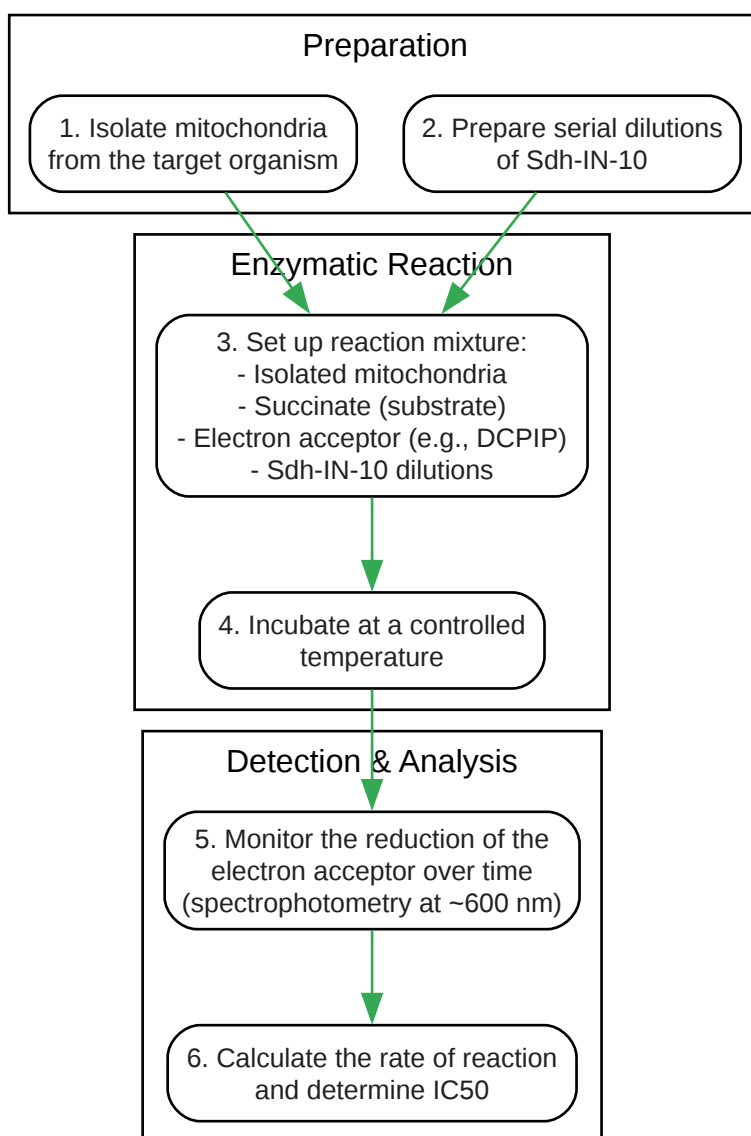 Preparation
1. Isolate mitochondria
from the target organism
2. Prepare serial dilutions
of Sdh-IN-10
Enzymatic Reaction
3. Set up reaction mixture:
- Isolated mitochondria
- Succinate (substrate)
- Electron acceptor (e.g., DCPIP)
- Sdh-IN-10 dilutions
4. Incubate at a controlled
temperature
Detection & Analysis
5. Monitor the reduction of the
electron acceptor over time
(spectrophotometry at ~600 nm)
6. Calculate the rate of reaction
and determine IC50